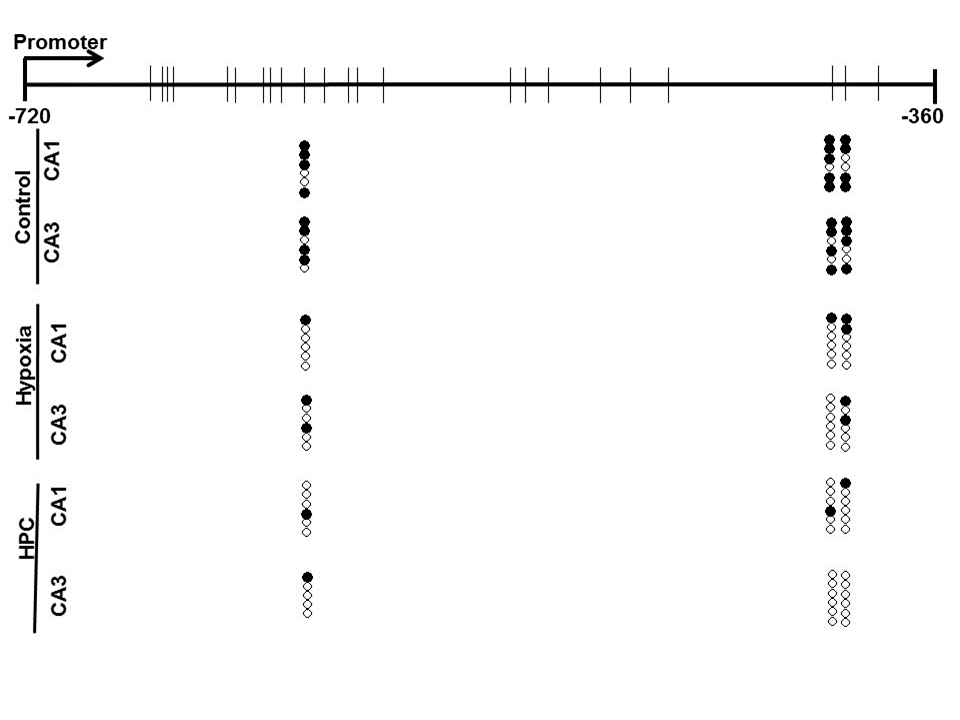 Promoter
-720
-360
Control
CA1
CA3
Hypoxia
CA1
CA3
HPC
CA1
CA3